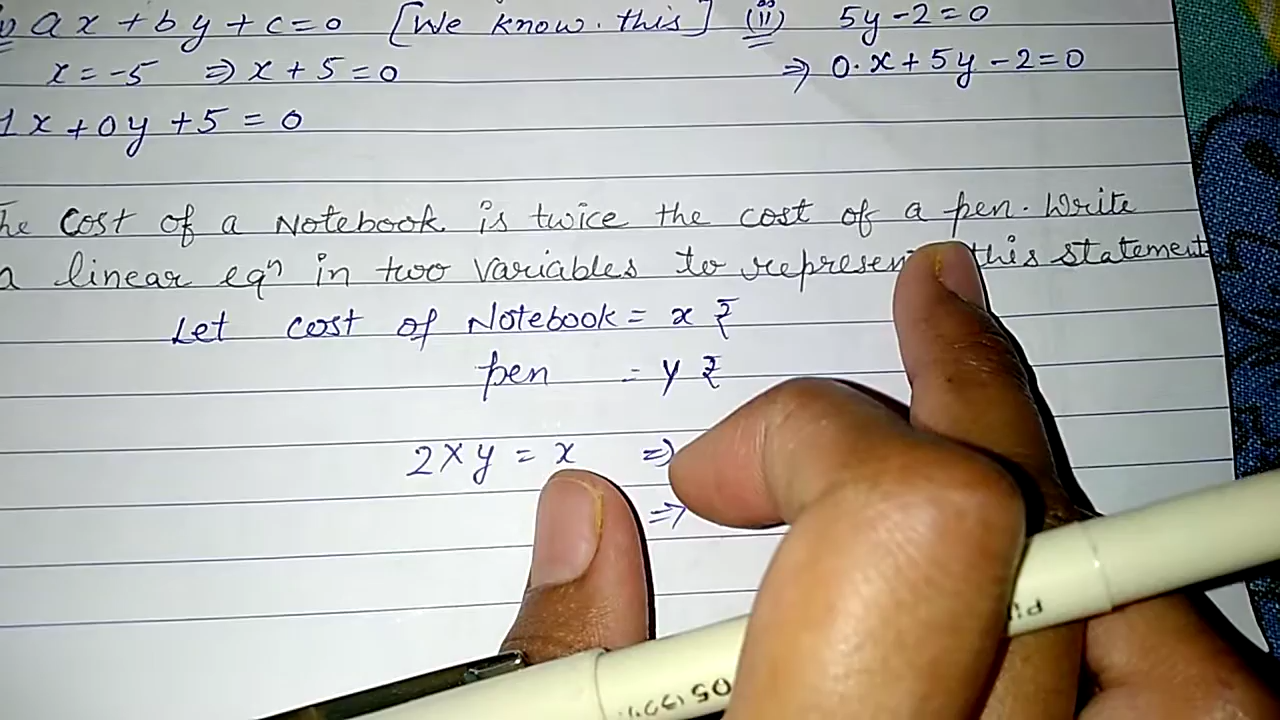 ax + by + c = 0 [We know this] (ii) 5y - 2 = 0
x = -5 ⇒ x + 5 = 0 ⇒ 0·x + 5y - 2 = 0
1x + 0y + 5 = 0
The cost of a Notebook is twice the cost of a pen. Write
a linear eqⁿ in two variables to represen this statement
Let cost of Notebook = x ₹
pen = y ₹
2 × y = x ⇒
⇒